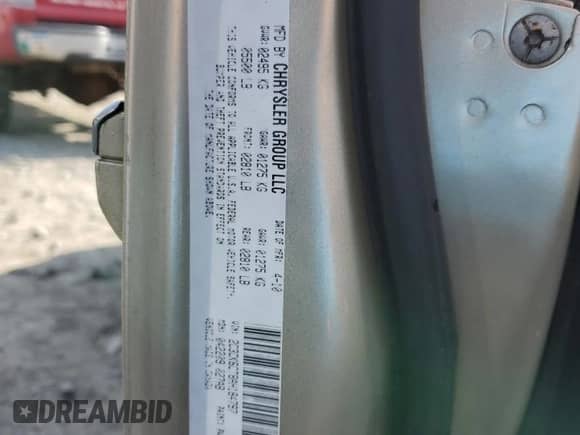 MFD BY CHRYSLER GROUP LLC
DATE OF MFR: 4-10
GVWR: 02495 KG
GAWR: 01275 KG
GAWR: 01275 KG
05500 LB
FRONT: 02810 LB
REAR: 02810 LB
THIS VEHICLE CONFORMS TO ALL APPLICABLE U.S.A. FEDERAL MOTOR VEHICLE SAFETY,
BUMPER AND THEFT PREVENTION STANDARDS IN EFFECT ON
THE DATE OF MANUFACTURE SHOWN ABOVE.
VIN:
DREAMBID